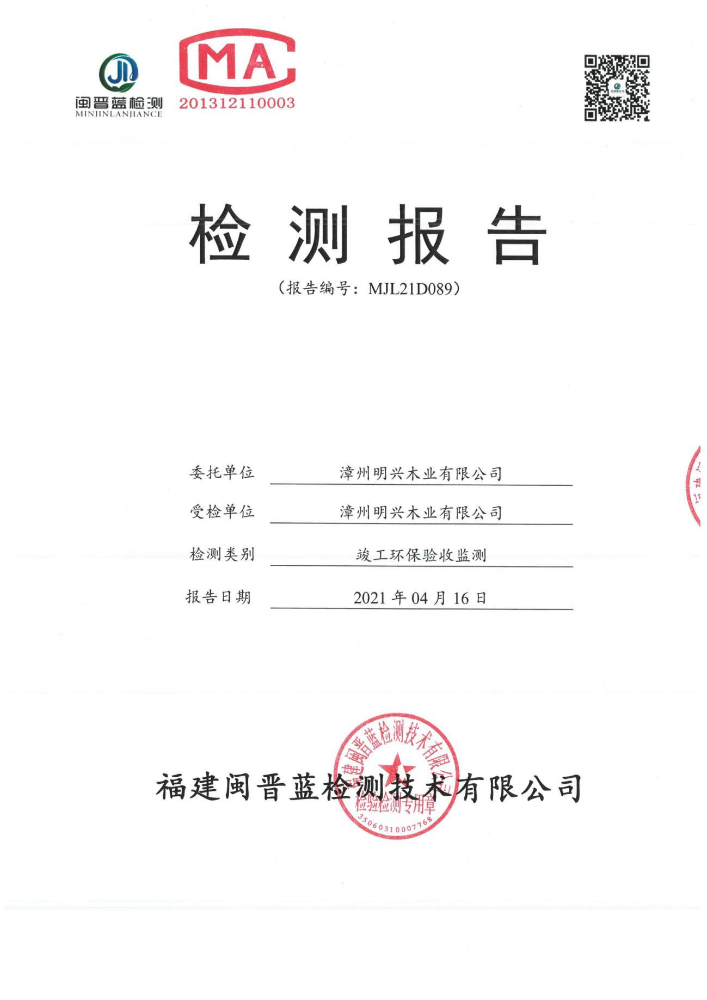 MA
201312110003
闽晋蓝检测
MINJINLANJIANCE
检测报告
（报告编号：MJL21D089）
委托单位 漳州明兴木业有限公司
受检单位 漳州明兴木业有限公司
检测类别 竣工环保验收监测
报告日期 2021 年 04 月 16 日
福建闽晋蓝检测技术有限公司
福建闽晋蓝检测技术有限公司
检验检测专用章
35060310007768